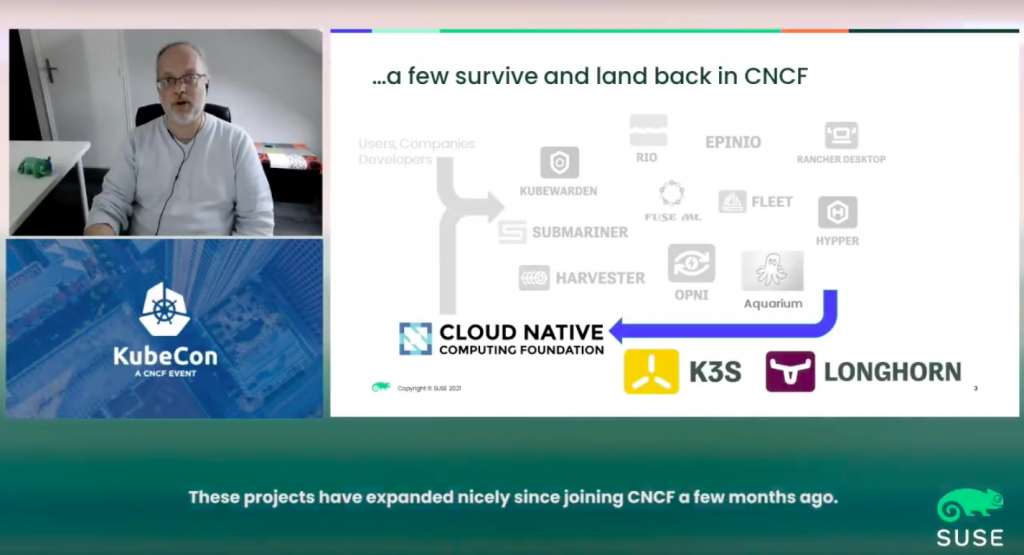 ...a few survive and land back in CNCF
Users, Companies
Developers
RIO
EPINIO
RANCHER DESKTOP
KUBEWARDEN
FUSE ML
FLEET
HYPPER
SUBMARINER
HARVESTER
OPNI
Aquarium
CLOUD NATIVE
COMPUTING FOUNDATION
K3S
LONGHORN
Copyright © SUSE 2021
3
KubeCon
A CNCF EVENT
These projects have expanded nicely since joining CNCF a few months ago.
SUSE